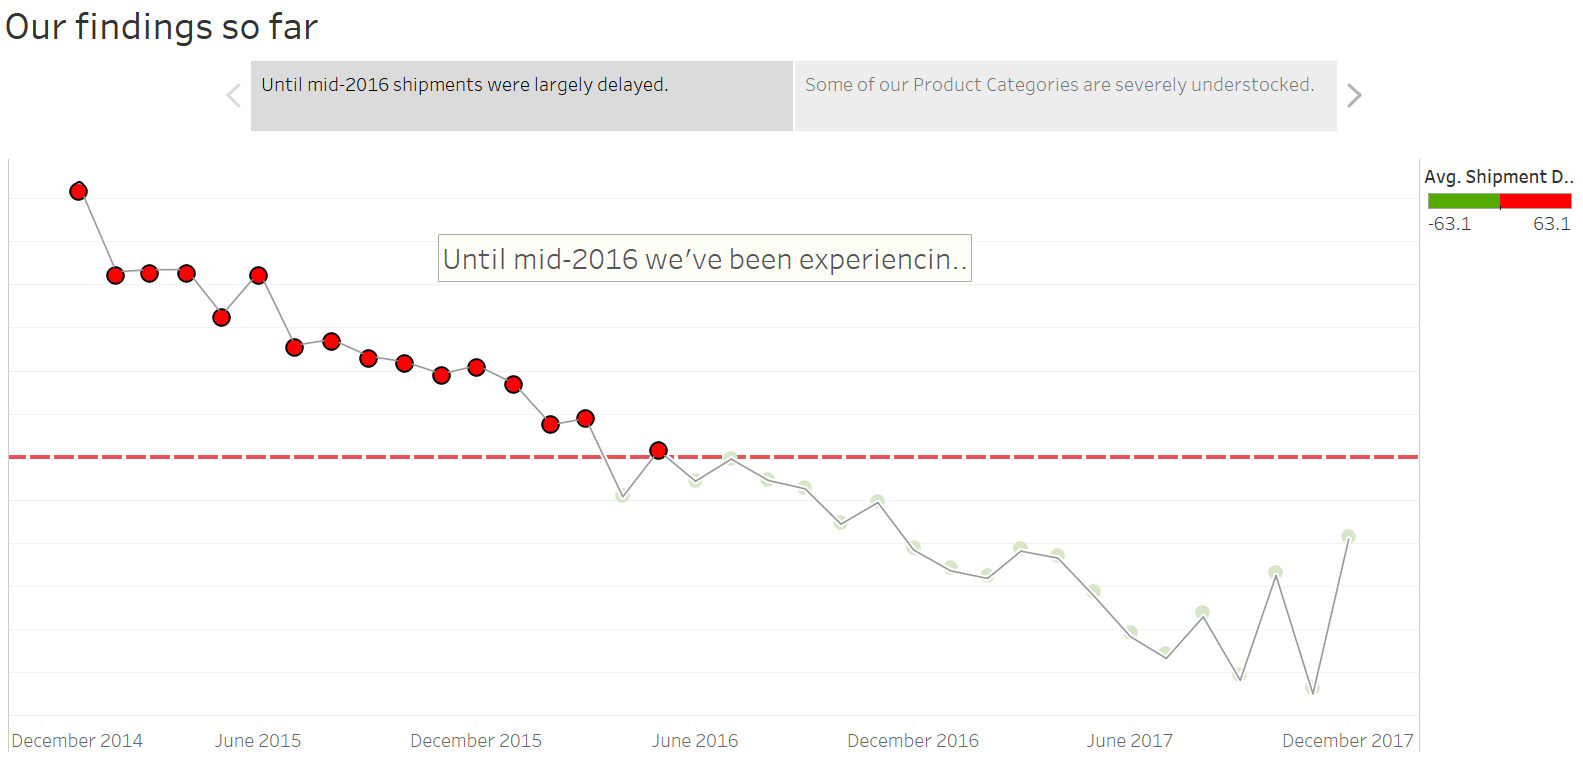 Our findings so far
Until mid-2016 shipments were largely delayed.
Some of our Product Categories are severely understocked.
Avg. Shipment D..
-63.1 63.1
Until mid-2016 we've been experiencin..
December 2014 June 2015 December 2015 June 2016 December 2016 June 2017 December 2017